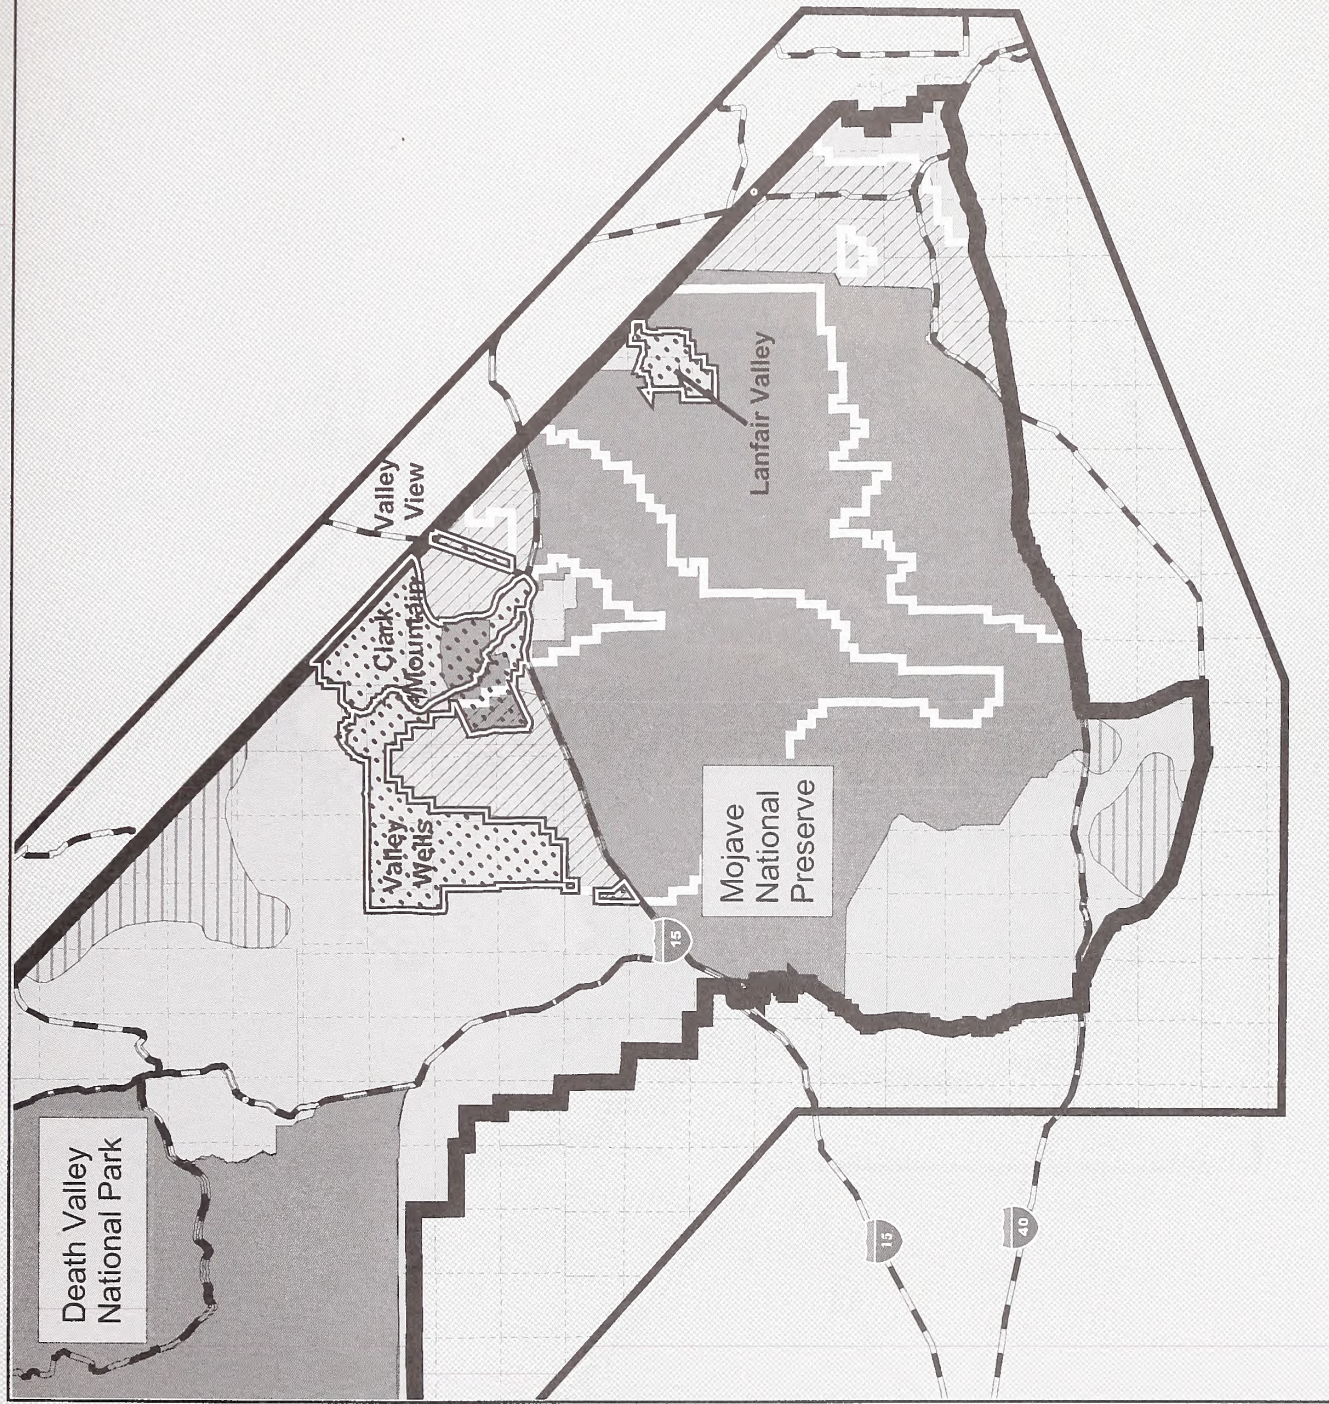 Death Valley
National Park
Valley
Wells
Clark
Mountain
Valley
View
Lanfair Valley
Mojave
National
Preserve
15
15
40